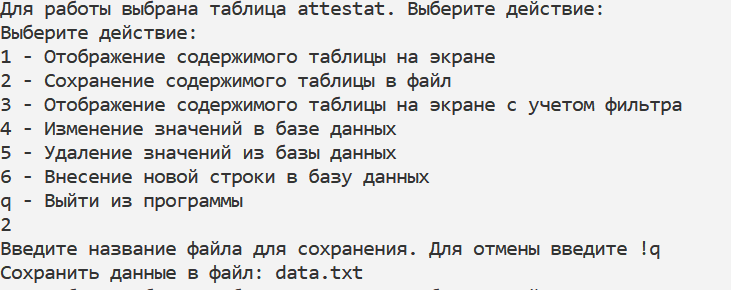 Для работы выбрана таблица attestat. Выберите действие:
Выберите действие:
1 - Отображение содержимого таблицы на экране
2 - Сохранение содержимого таблицы в файл
3 - Отображение содержимого таблицы на экране с учетом фильтра
4 - Изменение значений в базе данных
5 - Удаление значений из базы данных
6 - Внесение новой строки в базу данных
q - Выйти из программы
2
Введите название файла для сохранения. Для отмены введите !q
Сохранить данные в файл: data.txt